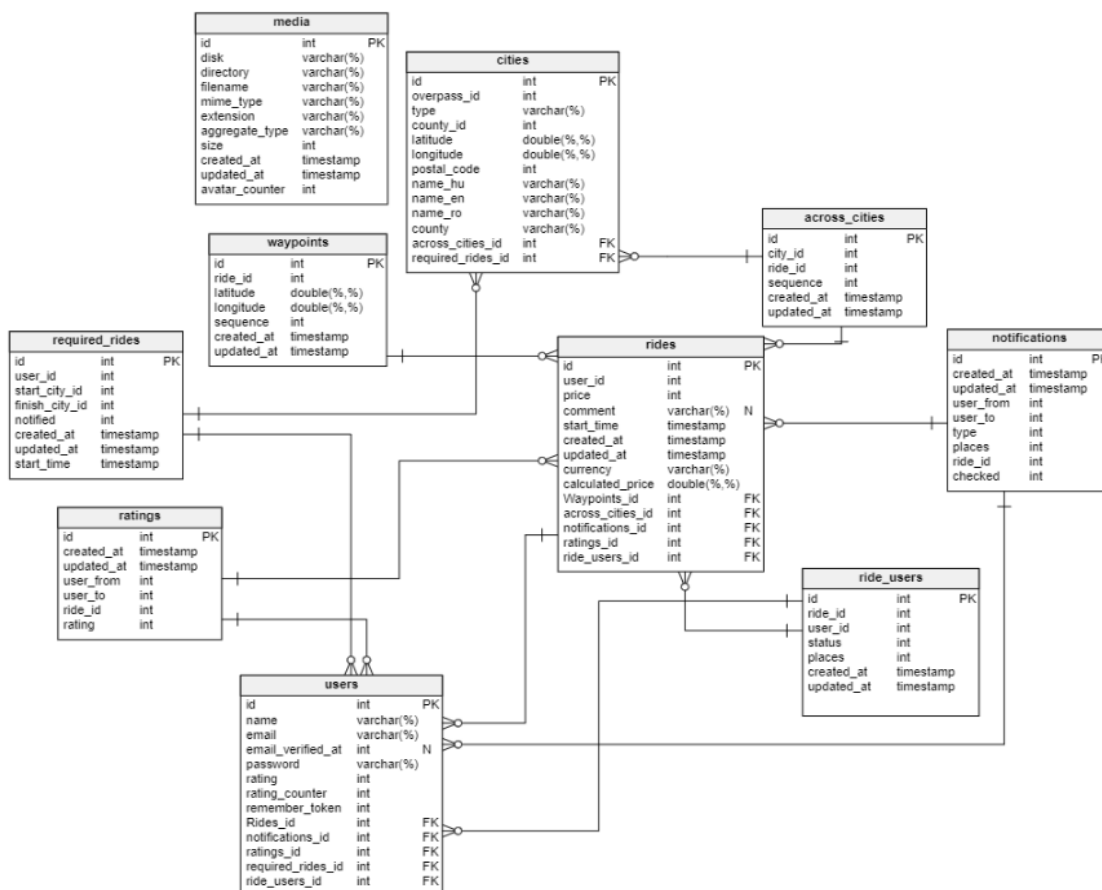 media
id int PK
disk varchar(%)
directory varchar(%)
filename varchar(%)
mime_type varchar(%)
extension varchar(%)
aggregate_type varchar(%)
size int
created_at timestamp
updated_at timestamp
avatar_counter int
cities
id int PK
overpass_id int
type varchar(%)
county_id int
latitude double(%,%)
longitude double(%,%)
postal_code int
name_hu varchar(%)
name_en varchar(%)
name_ro varchar(%)
county varchar(%)
across_cities_id int FK
required_rides_id int FK
across_cities
id int PK
city_id int
ride_id int
sequence int
created_at timestamp
updated_at timestamp
waypoints
id int PK
ride_id int
latitude double(%,%)
longitude double(%,%)
sequence int
created_at timestamp
updated_at timestamp
required_rides
id int PK
user_id int
start_city_id int
finish_city_id int
notified int
created_at timestamp
updated_at timestamp
start_time timestamp
rides
id int PK
user_id int
price int
comment varchar(%) N
start_time timestamp
created_at timestamp
updated_at timestamp
currency varchar(%)
calculated_price double(%,%)
Waypoints_id int FK
across_cities_id int FK
notifications_id int FK
ratings_id int FK
ride_users_id int FK
notifications
id int PK
created_at timestamp
updated_at timestamp
user_from int
user_to int
type int
places int
ride_id int
checked int
ratings
id int PK
created_at timestamp
updated_at timestamp
user_from int
user_to int
ride_id int
rating int
ride_users
id int PK
ride_id int
user_id int
status int
places int
created_at timestamp
updated_at timestamp
users
id int PK
name varchar(%)
email varchar(%)
email_verified_at int N
password varchar(%)
rating int
rating_counter int
remember_token int
Rides_id int FK
notifications_id int FK
ratings_id int FK
required_rides_id int FK
ride_users_id int FK